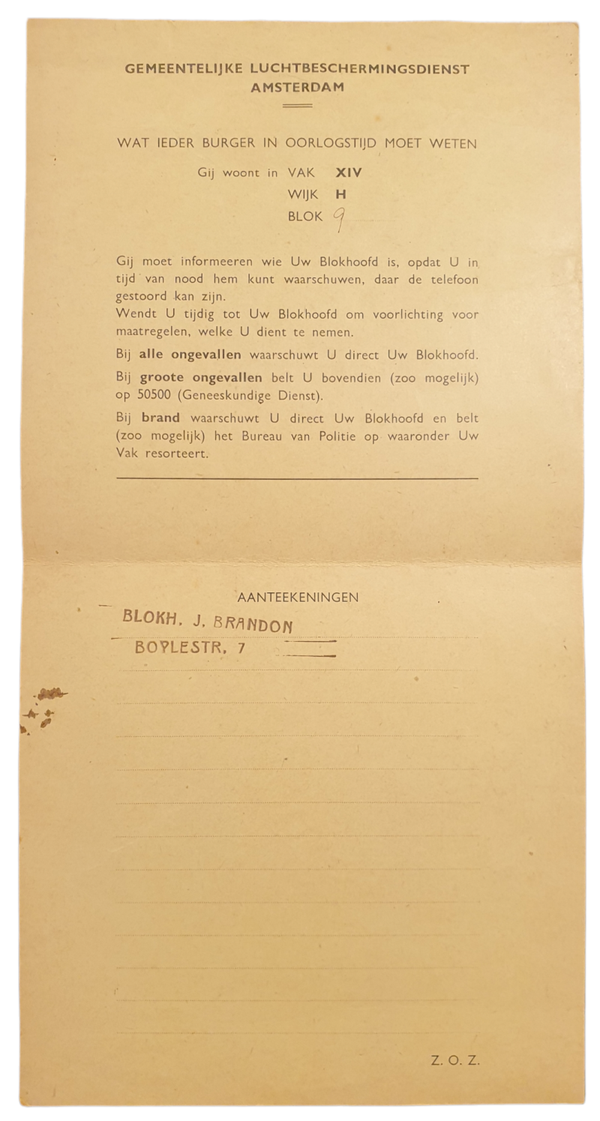 GEMEENTELIJKE LUCHTBESCHERMINGSDIENST
AMSTERDAM
WAT IEDER BURGER IN OORLOGSTIJD MOET WETEN
Gij woont in VAK XIV
WIJK H
BLOK 9
Gij moet informeeren wie Uw Blokhoofd is, opdat U in
tijd van nood hem kunt waarschuwen, daar de telefoon
gestoord kan zijn.
Wendt U tijdig tot Uw Blokhoofd om voorlichting voor
maatregelen, welke U dient te nemen.
Bij alle ongevallen waarschuwt U direct Uw Blokhoofd.
Bij groote ongevallen belt U bovendien (zoo mogelijk)
op 50500 (Geneeskundige Dienst).
Bij brand waarschuwt U direct Uw Blokhoofd en belt
(zoo mogelijk) het Bureau van Politie op waaronder Uw
Vak resorteert.
AANTEEKENINGEN
BLOKH. J. BRANDON
BOYLESTR. 7
Z. O. Z.